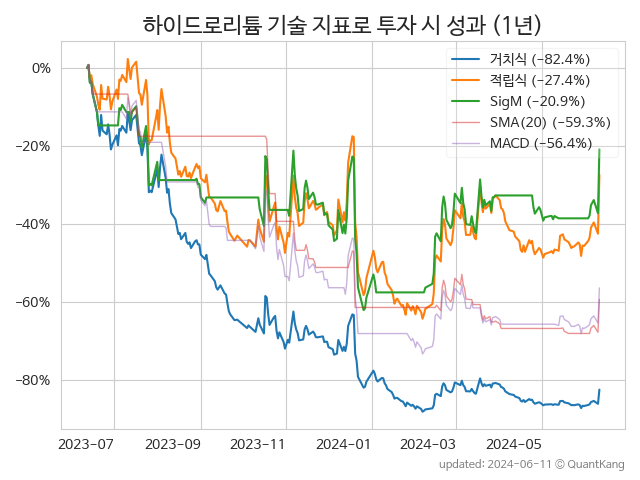 하이드로리튬 기술 지표로 투자 시 성과 (1년)
거치식 (−82.4%)
적립식 (−27.4%)
SigM (−20.9%)
SMA(20) (−59.3%)
MACD (−56.4%)
0%
−20%
−40%
−60%
−80%
2023−07 2023−09 2023−11 2024−01 2024−03 2024−05
updated: 2024−06−11 © QuantKang